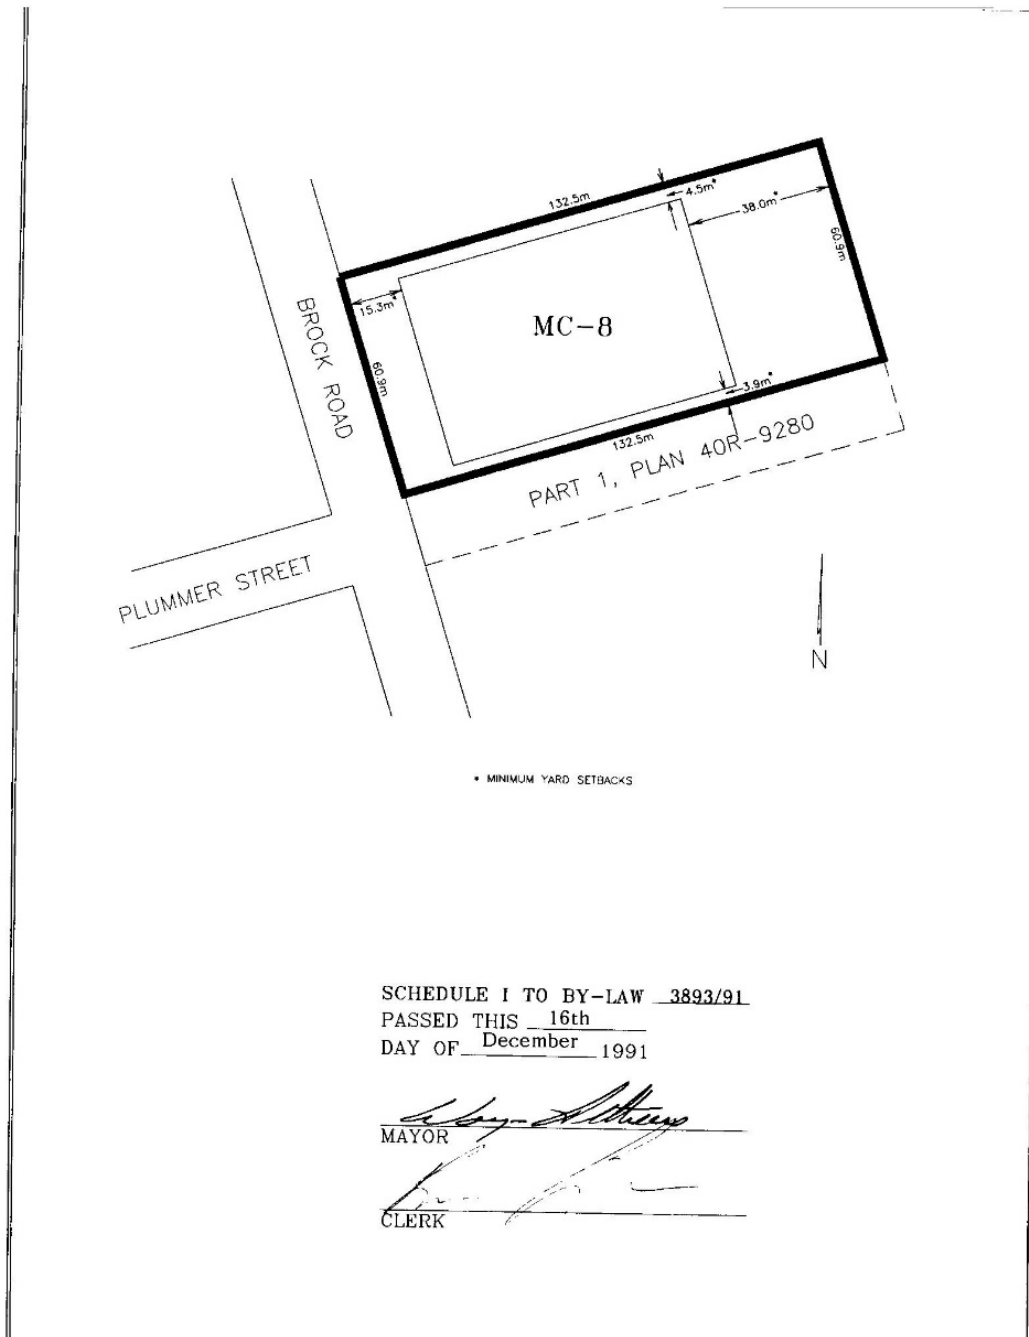 132.5m
4.5m*
38.0m*
60.9m
15.3m*
MC-8
BROCK ROAD
60.9m
3.9m*
132.5m
PART 1, PLAN 40R-9280
PLUMMER STREET
N
* MINIMUM YARD SETBACKS
SCHEDULE I TO BY-LAW 3893/91
PASSED THIS 16th
DAY OF December 1991
MAYOR
CLERK